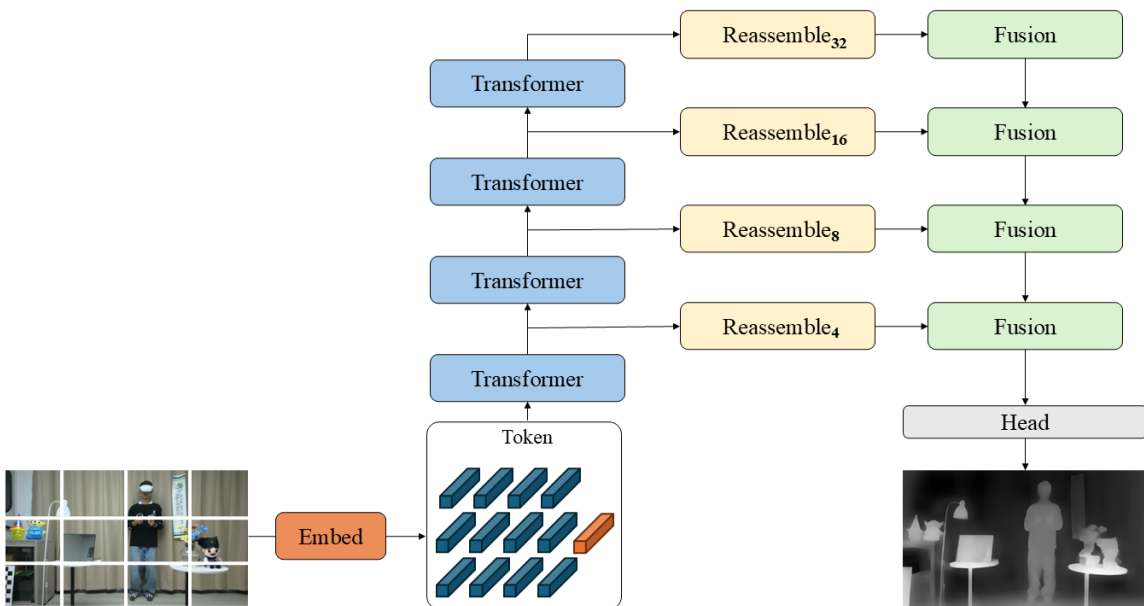 Reassemble32
Fusion
Transformer
Reassemble16
Fusion
Transformer
Reassemble8
Fusion
Transformer
Reassemble4
Fusion
Transformer
Head
Token
Embed